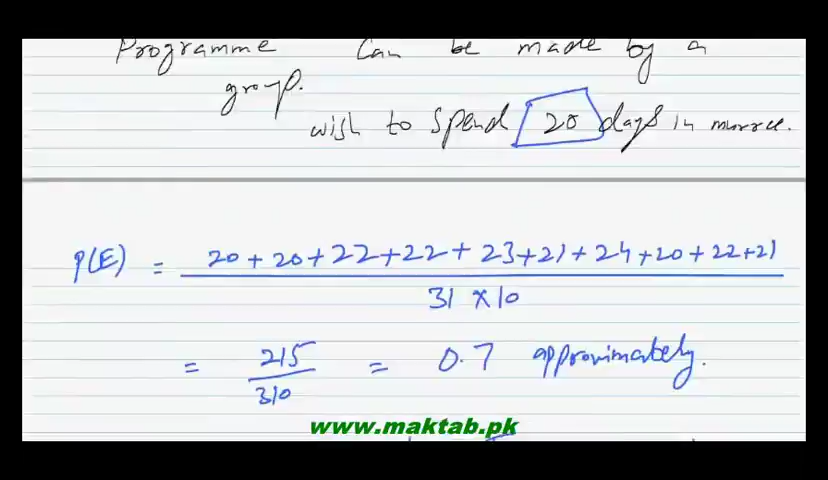 Programme Can be made by a
group.
wish to spend 20 days in murree.
P(E) = 20 + 20 + 22 + 22 + 23 + 21 + 24 + 20 + 22 + 21
31 × 10
= 215 = 0.7 approximately.
310
www.maktab.pk